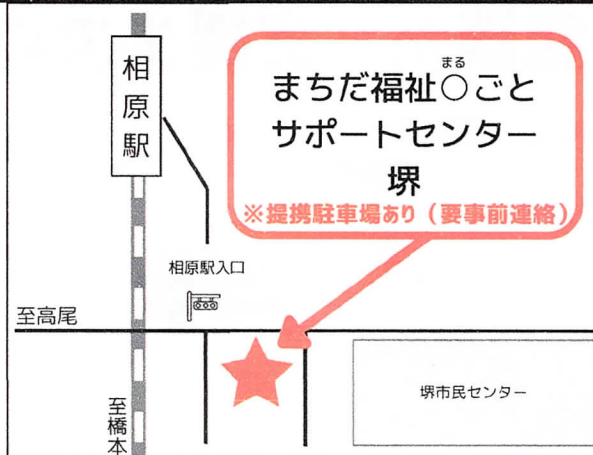 相原駅
まる
まちだ福祉○ごと
サポートセンター
堺
※提携駐車場あり（要事前連絡）
相原駅入口
至高尾
堺市民センター
至橋本